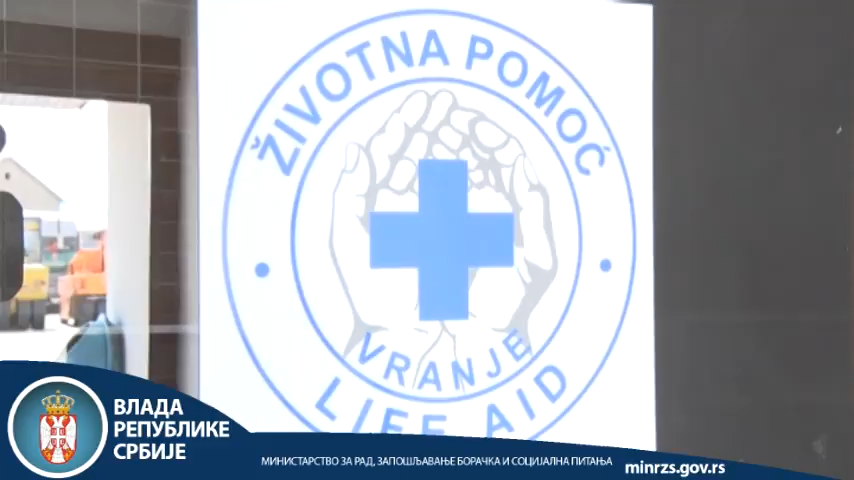 ŽIVOTNA POMOĆ
VRANJE
LIFE AID
ВЛАДА
РЕПУБЛИКЕ
СРБИЈЕ
МИНИСТАРСТВО ЗА РАД, ЗАПОШЉАВАЊЕ БОРАЧКА И СОЦИЈАЛНА ПИТАЊА
minrzs.gov.rs